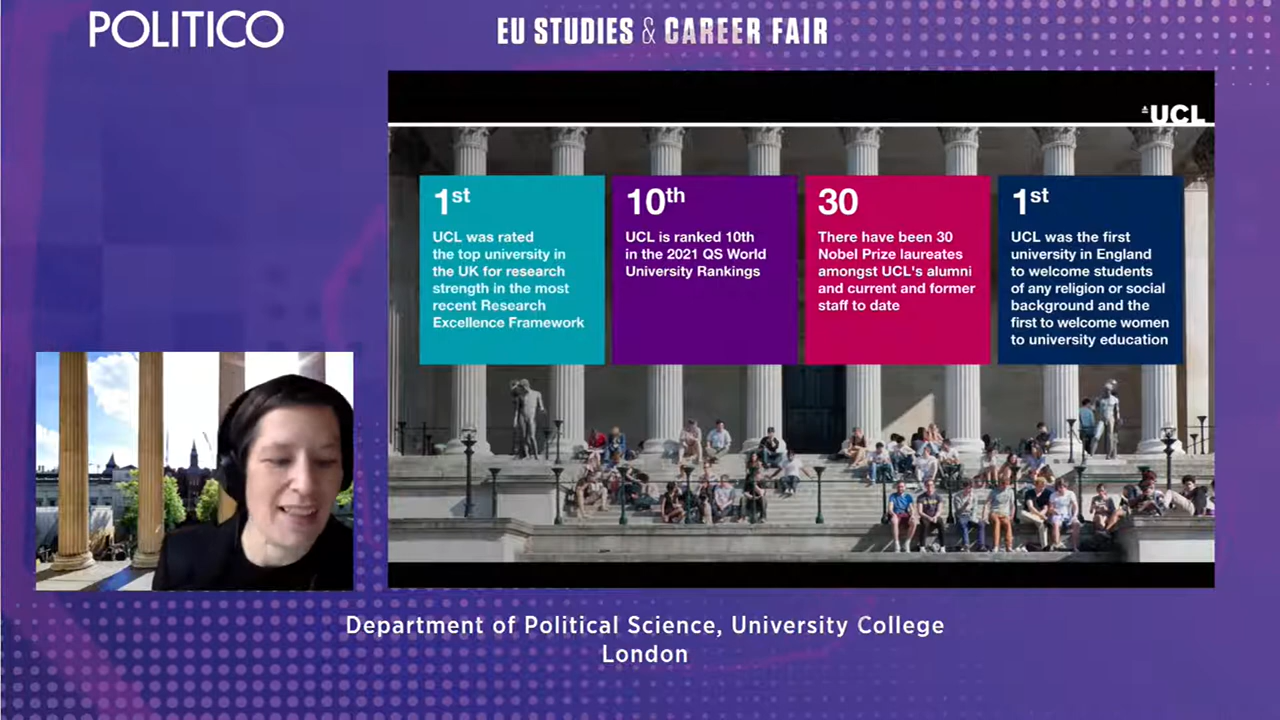 POLITICO
EU STUDIES & CAREER FAIR
UCL
1st
UCL was rated
the top university in
the UK for research
strength in the most
recent Research
Excellence Framework
10th
UCL is ranked 10th
in the 2021 QS World
University Rankings
30
There have been 30
Nobel Prize laureates
amongst UCL's alumni
and current and former
staff to date
1st
UCL was the first
university in England
to welcome students
of any religion or social
background and the
first to welcome women
to university education
Department of Political Science, University College
London